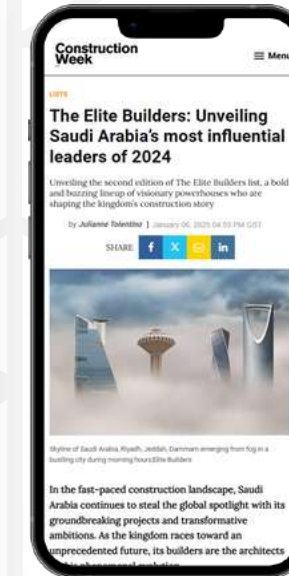 Construction
Week
Menu
LISTS
The Elite Builders: Unveiling
Saudi Arabia's most influential
leaders of 2024
Unveiling the second edition of The Elite Builders list, a bold
and buzzing lineup of visionary powerhouses who are
shaping the kingdom's construction story
by Julianne Tolentino | January 06, 2025 04:53 PM GST
SHARE f X in
Skyline of Saudi Arabia, Riyadh, Jeddah, Dammam emerging from fog in a
bustling city during morning hours:Elite Builders
In the fast-paced construction landscape, Saudi
Arabia continues to steal the global spotlight with its
groundbreaking projects and transformative
ambitions. As the kingdom races toward an
unprecedented future, its builders are the architects